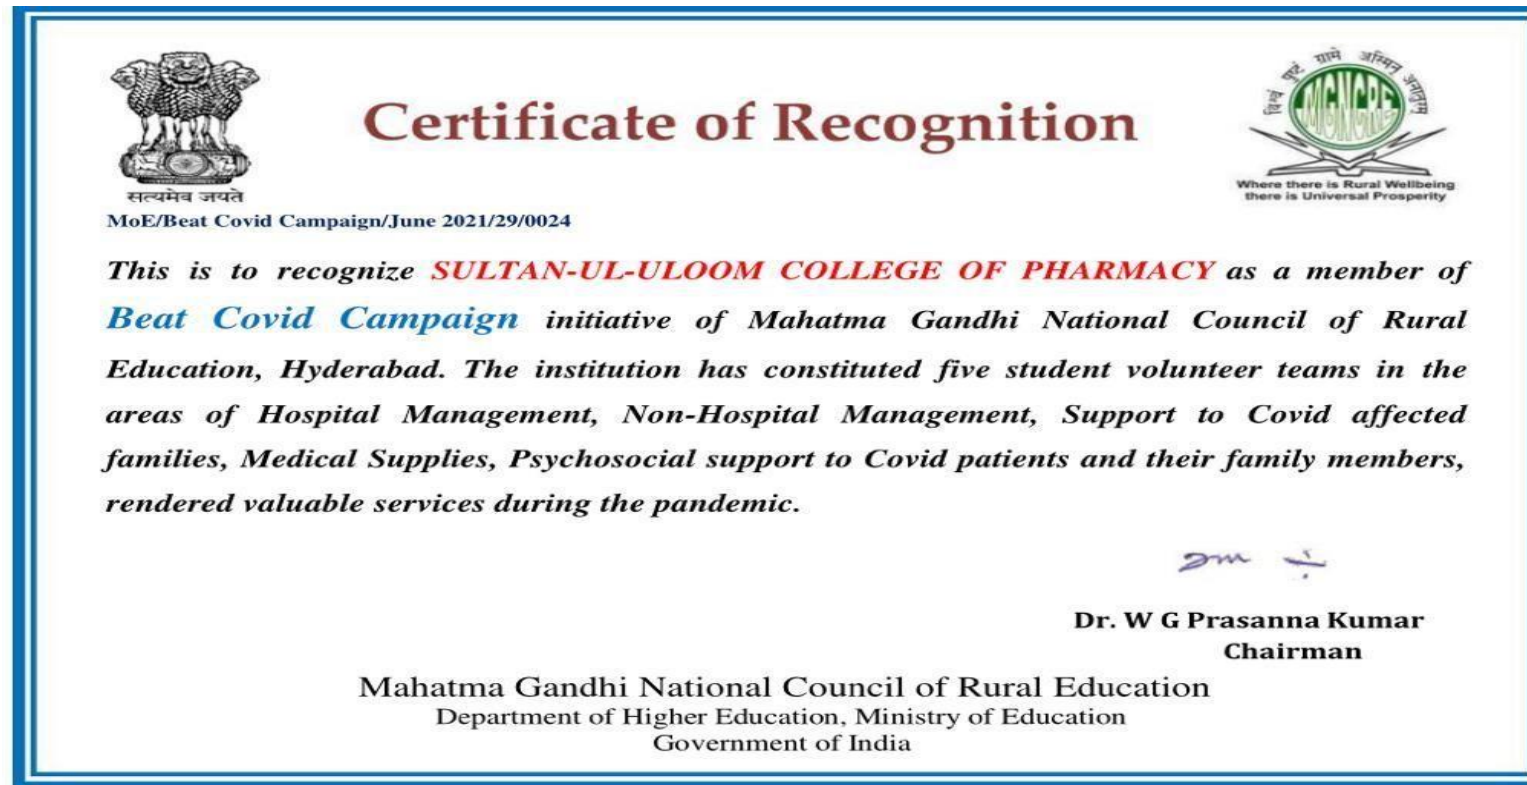 Certificate of Recognition
सत्यमेव जयते
विश्वं पुष्टं ग्रामे अस्मिन् अनातुरम्
MGNCRE
Where there is Rural Wellbeing
there is Universal Prosperity
MoE/Beat Covid Campaign/June 2021/29/0024
This is to recognize SULTAN-UL-ULOOM COLLEGE OF PHARMACY as a member of
Beat Covid Campaign initiative of Mahatma Gandhi National Council of Rural
Education, Hyderabad. The institution has constituted five student volunteer teams in the
areas of Hospital Management, Non-Hospital Management, Support to Covid affected
families, Medical Supplies, Psychosocial support to Covid patients and their family members,
rendered valuable services during the pandemic.
Dr. W G Prasanna Kumar
Chairman
Mahatma Gandhi National Council of Rural Education
Department of Higher Education, Ministry of Education
Government of India